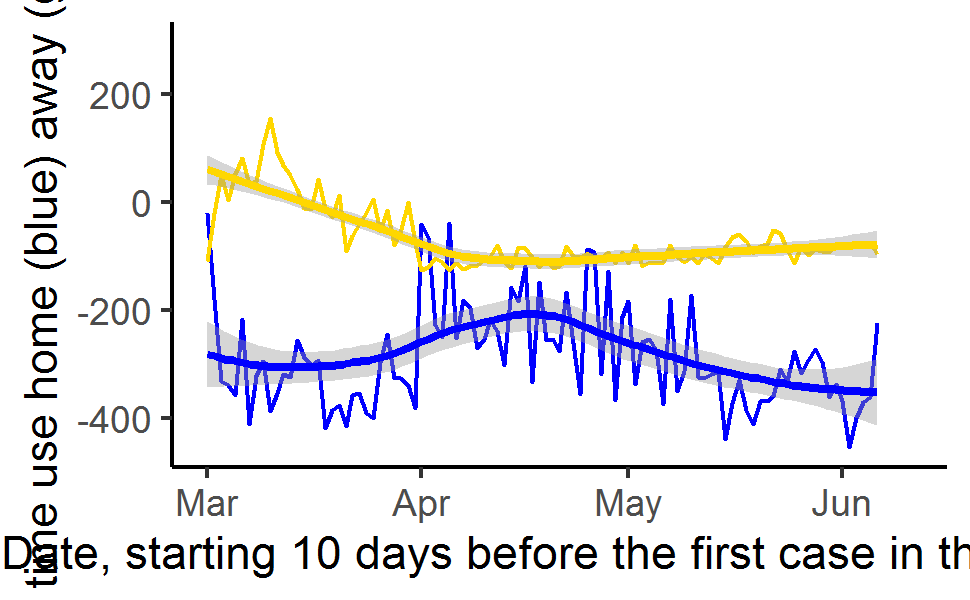 time use home (blue) away (
200
0
-200
-400
Mar Apr May Jun
Date, starting 10 days before the first case in th